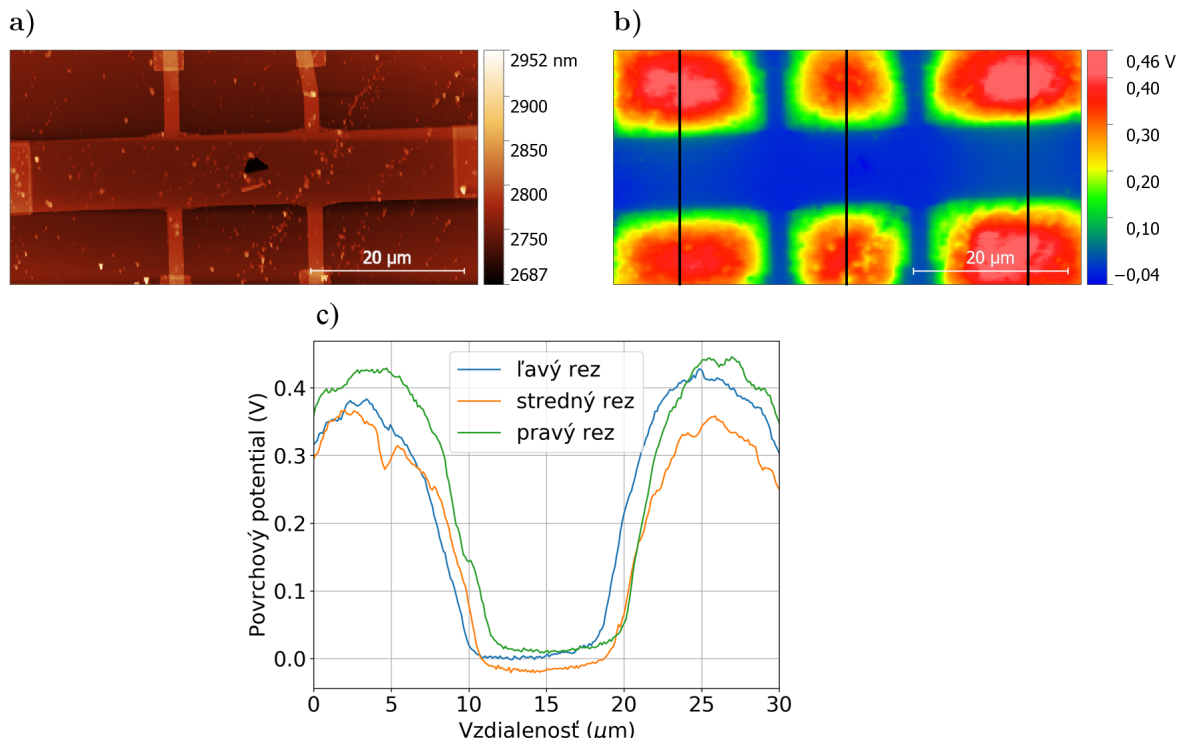 a)
2952 nm
2900
2850
2800
2750
2687
20 µm
b)
0,46 V
0,40
0,30
0,20
0,10
−0,04
20 µm
c)
ľavý rez
stredný rez
pravý rez
Povrchový potential (V)
0.4
0.3
0.2
0.1
0.0
0 5 10 15 20 25 30
Vzdialenosť (µm)